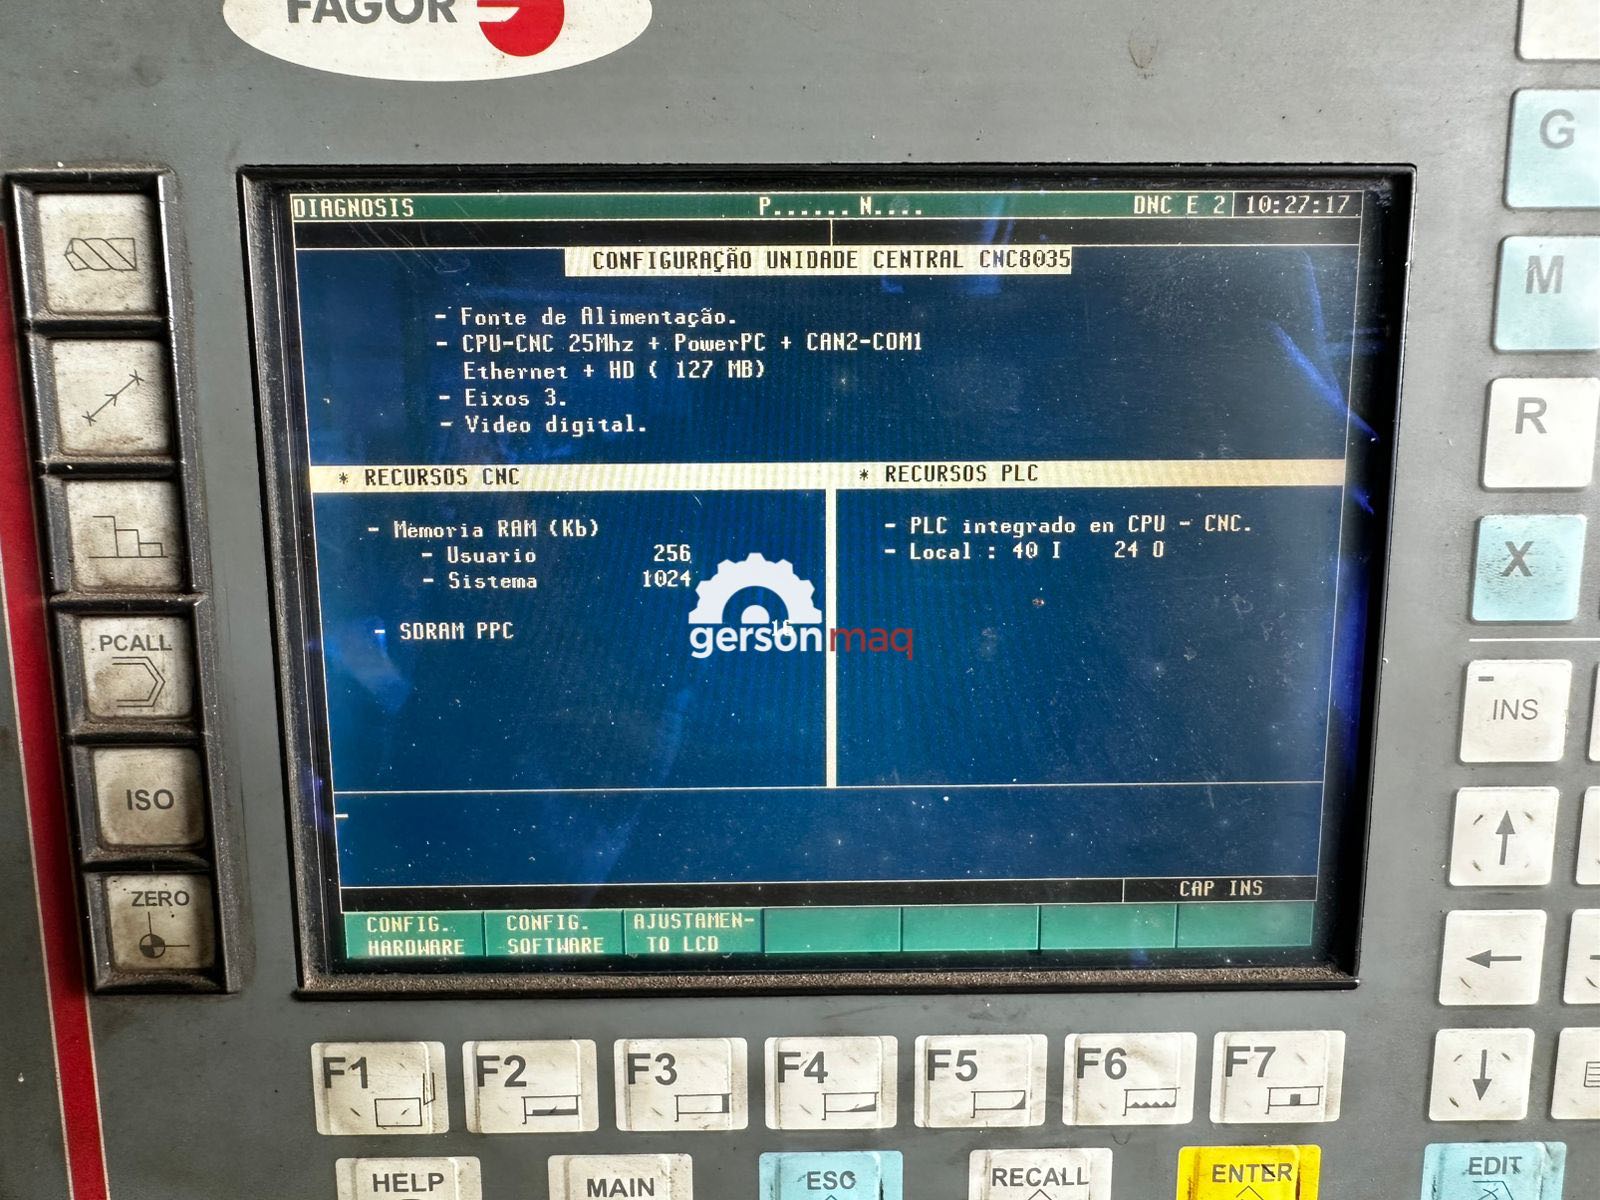 FAGOR
DIAGNOSIS P...... N.... DNC E 2 10:27:17
CONFIGURAÇÃO UNIDADE CENTRAL CNC8035
- Fonte de Alimentação.
- CPU-CNC 25Mhz + PowerPC + CAN2-COM1
Ethernet + HD ( 127 MB)
- Eixos 3.
- Video digital.
* RECURSOS CNC
- Memoria RAM (Kb)
- Usuario 256
- Sistema 1024
- SDRAM PPC 16
* RECURSOS PLC
- PLC integrado en CPU - CNC.
- Local : 40 I 24 O
gersonmaq
CAP INS
CONFIG. HARDWARE
CONFIG. SOFTWARE
AJUSTAMEN-
TO LCD
PCALL
ISO
ZERO
G
M
R
X
INS
F1 F2 F3 F4 F5 F6 F7
HELP MAIN ESC RECALL ENTER EDIT